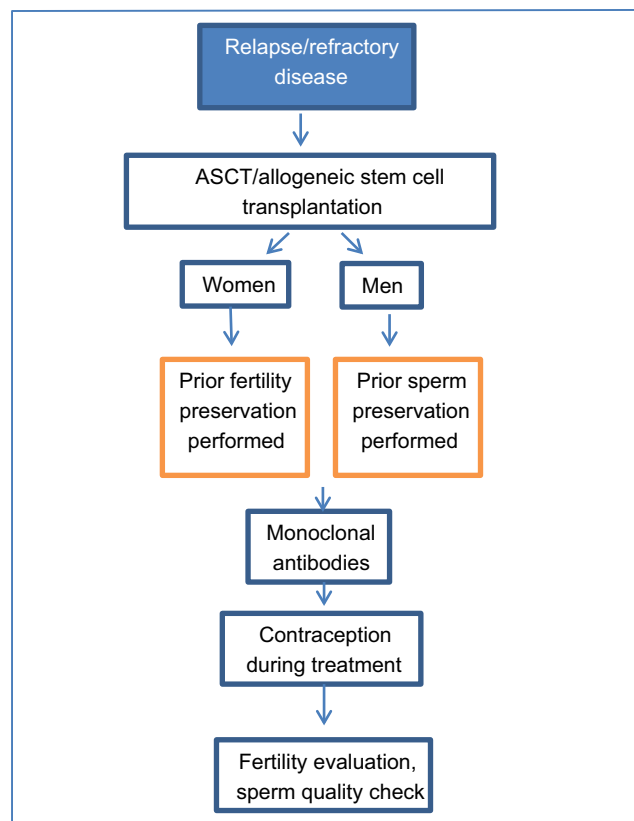 Relapse/refractory
disease
ASCT/allogeneic stem cell
transplantation
Women
Men
Prior fertility
preservation
performed
Prior sperm
preservation
performed
Monoclonal
antibodies
Contraception
during treatment
Fertility evaluation,
sperm quality check